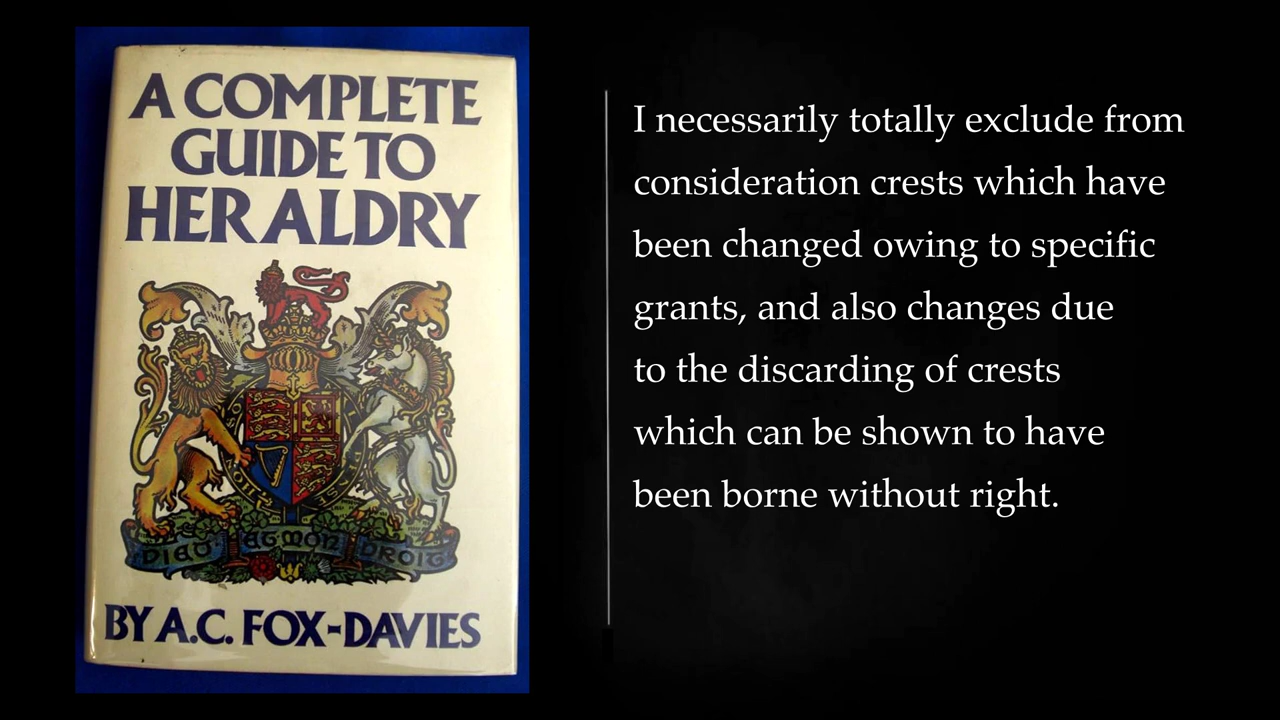 A COMPLETE
GUIDE TO
HERALDRY
DIEU ET MON DROIT
BY A.C. FOX-DAVIES
I necessarily totally exclude from
consideration crests which have
been changed owing to specific
grants, and also changes due
to the discarding of crests
which can be shown to have
been borne without right.